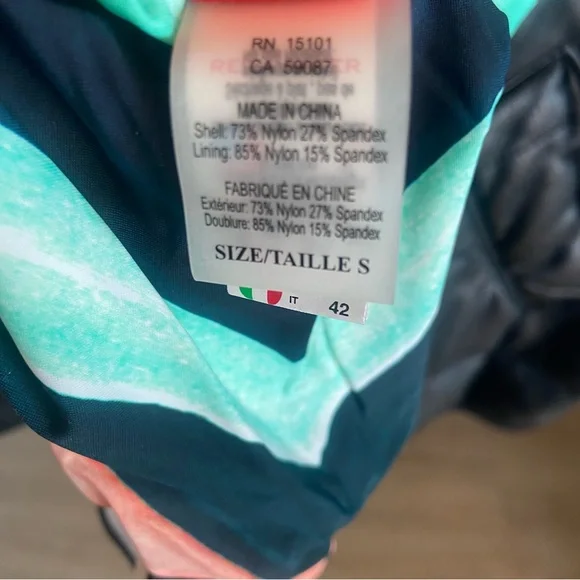 RN 15101
CA 59087
MADE IN CHINA
Shell: 73% Nylon 27% Spandex
Lining: 85% Nylon 15% Spandex
FABRIQUÉ EN CHINE
Extérieur: 73% Nylon 27% Spandex
Doublure: 85% Nylon 15% Spandex
SIZE/TAILLE S
IT 42